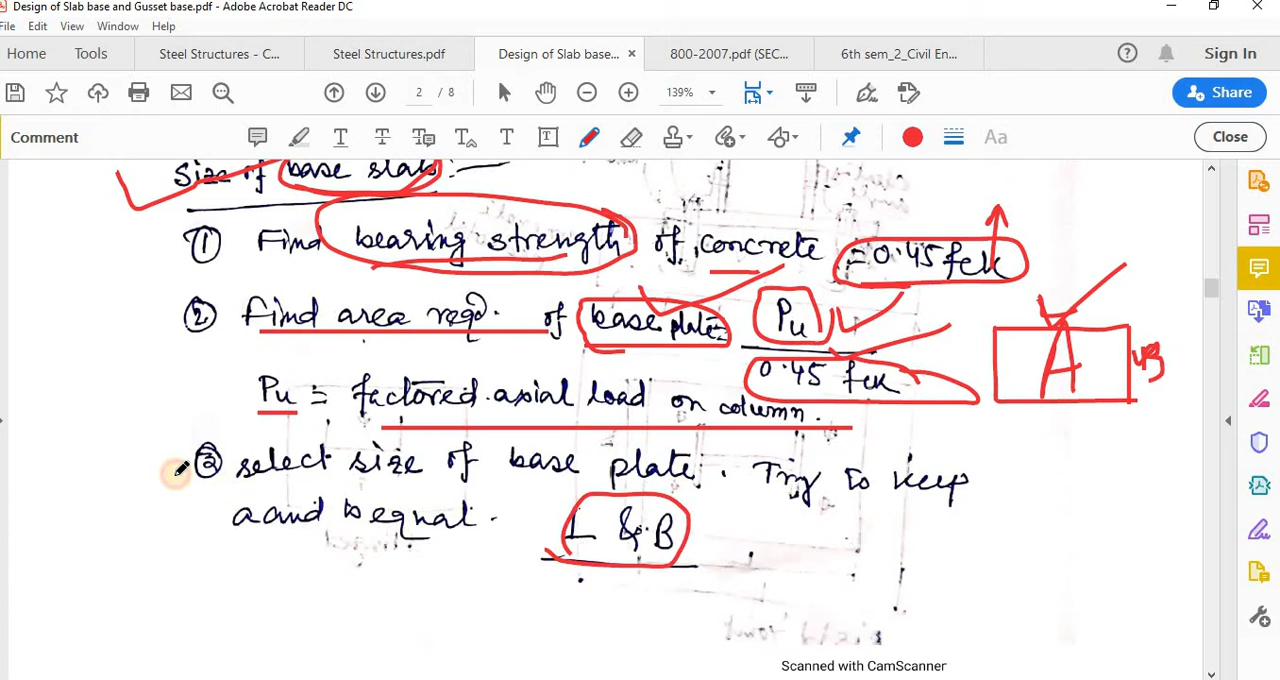 Design of Slab base and Gusset base.pdf - Adobe Acrobat Reader DC
File Edit View Window Help
Home Tools Steel Structures - C... Steel Structures.pdf Design of Slab base... × 800-2007.pdf (SEC... 6th sem_2_Civil En... Sign In
2 / 8 139% Share
Comment Aa Close
Size of base slab :-
① Find bearing strength of concrete = 0.45 fck
② Find area reqd. of base plate = Pu / 0.45 fck
A B
Pu = factored axial load on column.
③ select size of base plate. Try to keep
a and b equal. L & B
Scanned with CamScanner